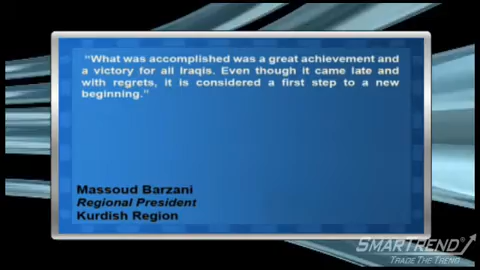 "What was accomplished was a great achievement and
a victory for all Iraqis. Even though it came late and
with regrets, it is considered a first step to a new
beginning."
Massoud Barzani
Regional President
Kurdish Region
SMARTREND®
TRADE THE TREND